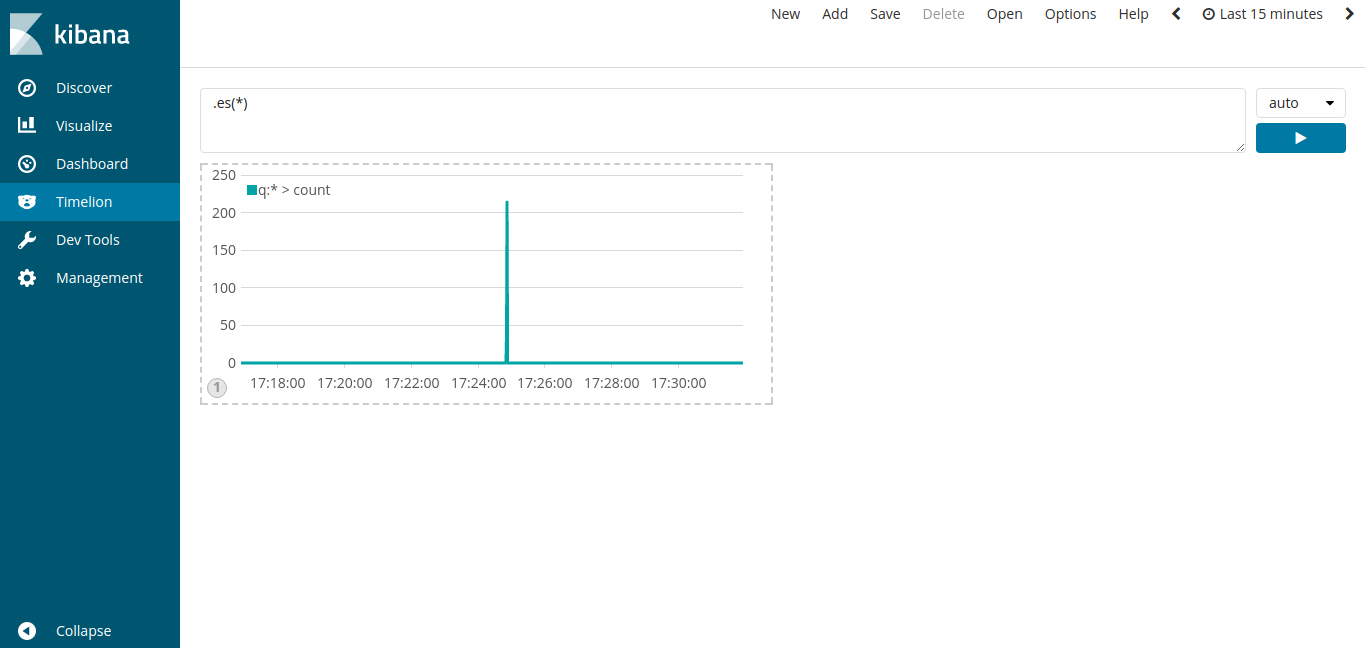 kibana
Discover
Visualize
Dashboard
Timelion
Dev Tools
Management
Collapse
New Add Save Delete Open Options Help Last 15 minutes
.es(*)
auto
q:* > count
250
200
150
100
50
0
17:18:00 17:20:00 17:22:00 17:24:00 17:26:00 17:28:00 17:30:00
1